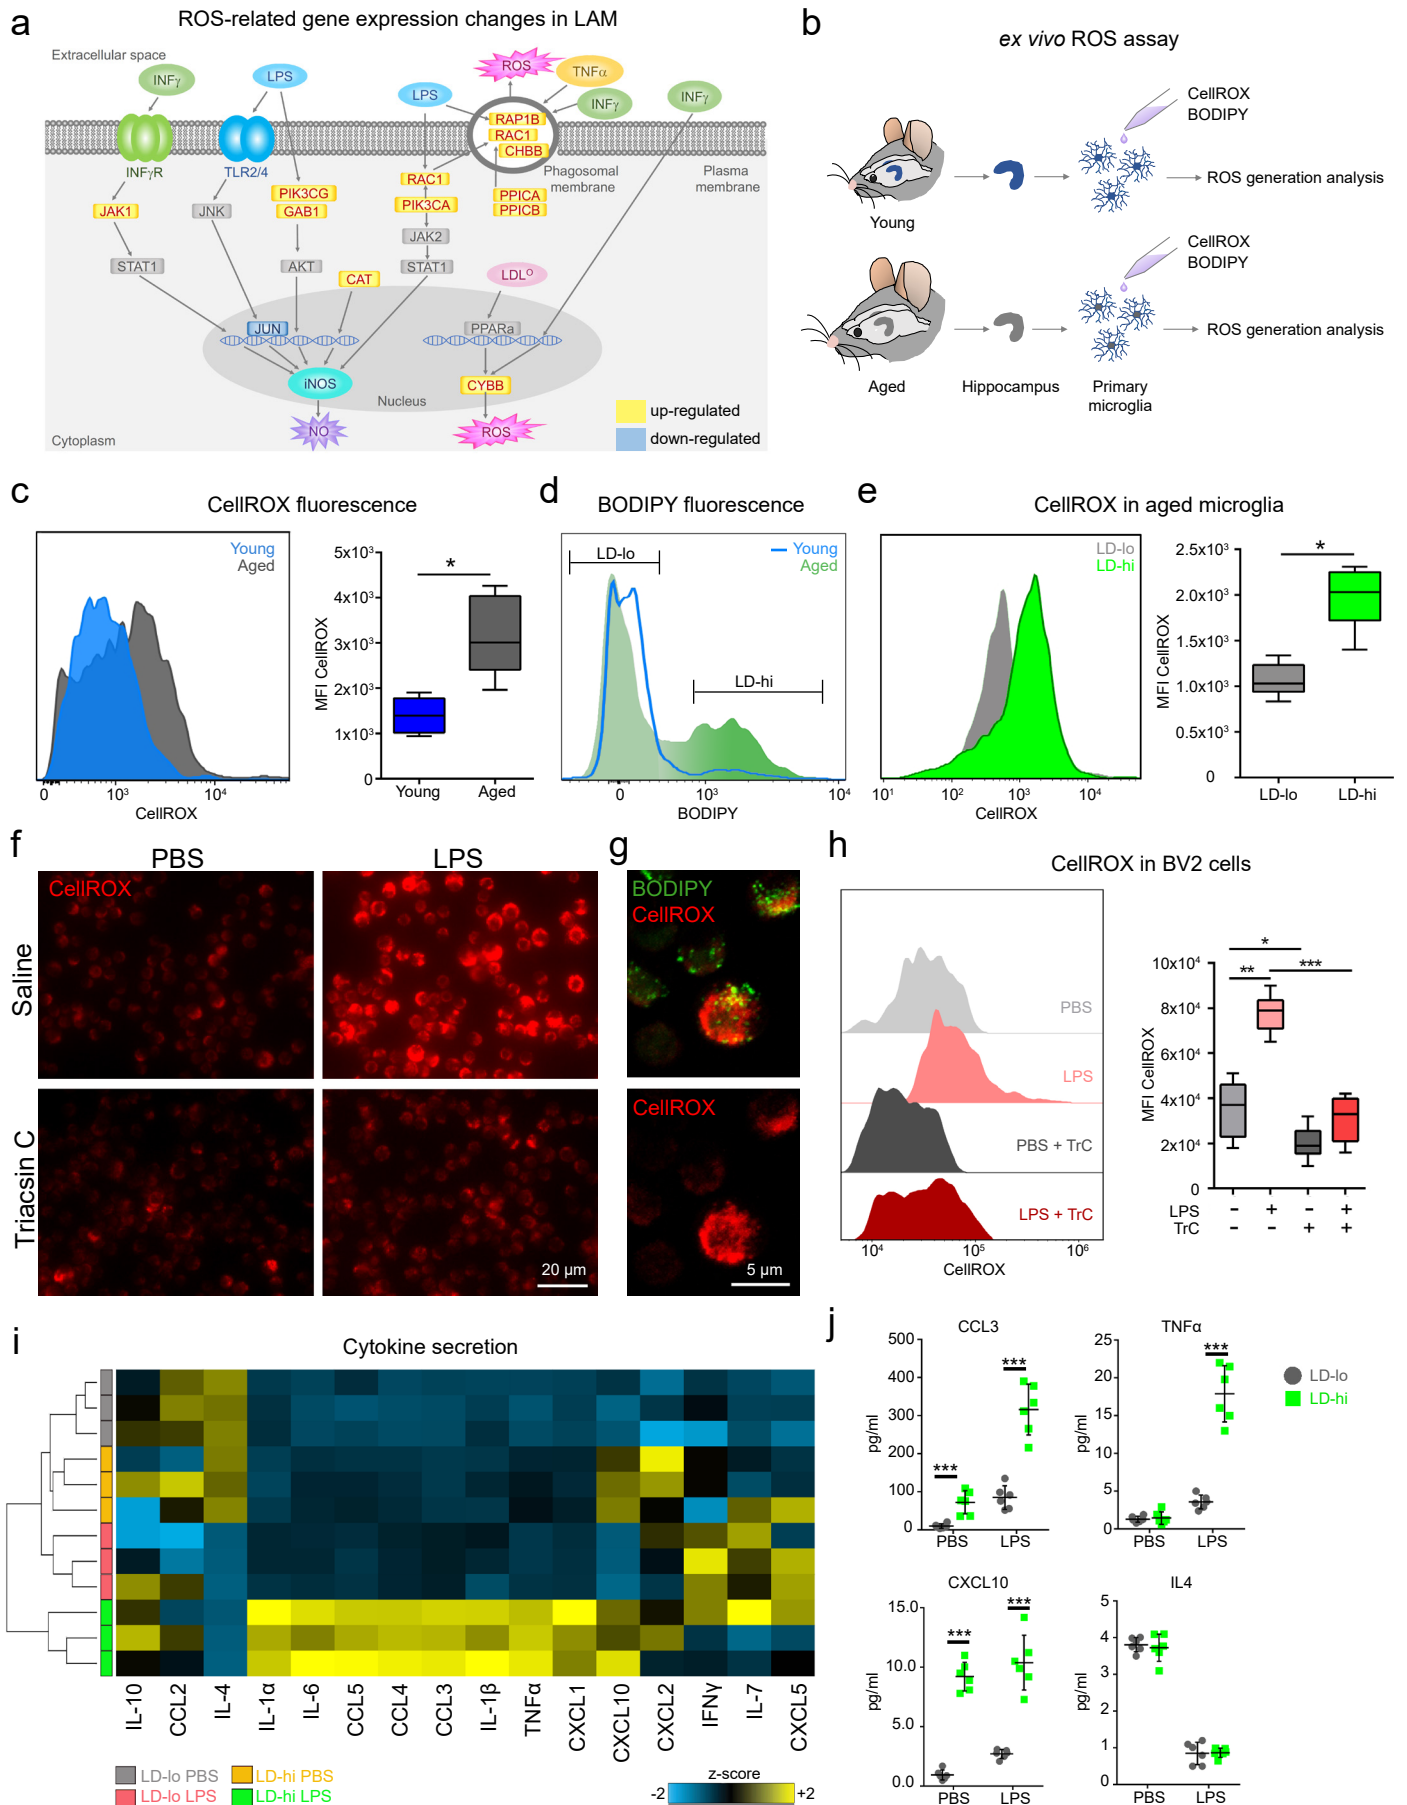 a
ROS-related gene expression changes in LAM
Extracellular space
INFγ
LPS
LPS
ROS
TNFα
INFγ
INFγ
RAP1B
RAC1
CHBB
INFγR
TLR2/4
Phagosomal
membrane
Plasma
membrane
JAK1
JNK
PIK3CG
GAB1
RAC1
PIK3CA
PPICA
PPICB
JAK2
STAT1
AKT
STAT1
CAT
LDLᴼ
JUN
PPARa
iNOS
CYBB
Nucleus
NO
ROS
Cytoplasm
up-regulated
down-regulated
b
ex vivo ROS assay
CellROX
BODIPY
ROS generation analysis
Young
CellROX
BODIPY
ROS generation analysis
Aged
Hippocampus
Primary
microglia
c
CellROX fluorescence
Young
Aged
0
10³
10⁴
CellROX
MFI CellROX
5x10³
4x10³
3x10³
2x10³
1x10³
0
*
Young
Aged
d
BODIPY fluorescence
LD-lo
Young
Aged
LD-hi
0
10³
10⁴
BODIPY
e
CellROX in aged microglia
LD-lo
LD-hi
10¹
10²
10³
10⁴
CellROX
MFI CellROX
2.5x10³
2.0x10³
1.5x10³
1.0x10³
0.5x10³
0
*
LD-lo
LD-hi
f
PBS
LPS
CellROX
Saline
Triacsin C
20 µm
g
BODIPY
CellROX
CellROX
5 µm
h
CellROX in BV2 cells
PBS
LPS
PBS + TrC
LPS + TrC
10⁴
10⁵
10⁶
CellROX
MFI CellROX
10x10⁴
8x10⁴
6x10⁴
4x10⁴
2x10⁴
0
*
**
***
LPS - + - +
TrC - - + +
i
Cytokine secretion
IL-10
CCL2
IL-4
IL-1α
IL-6
CCL5
CCL4
CCL3
IL-1β
TNFα
CXCL1
CXCL10
CXCL2
IFNγ
IL-7
CXCL5
LD-lo PBS
LD-hi PBS
LD-lo LPS
LD-hi LPS
z-score
-2
+2
j
CCL3
pg/ml
500
400
300
200
100
0
***
***
PBS
LPS
TNFα
pg/ml
25
20
15
10
5
0
***
PBS
LPS
LD-lo
LD-hi
CXCL10
pg/ml
15.0
10.0
5.0
0.0
***
***
PBS
LPS
IL4
pg/ml
5
4
3
2
1
0
PBS
LPS